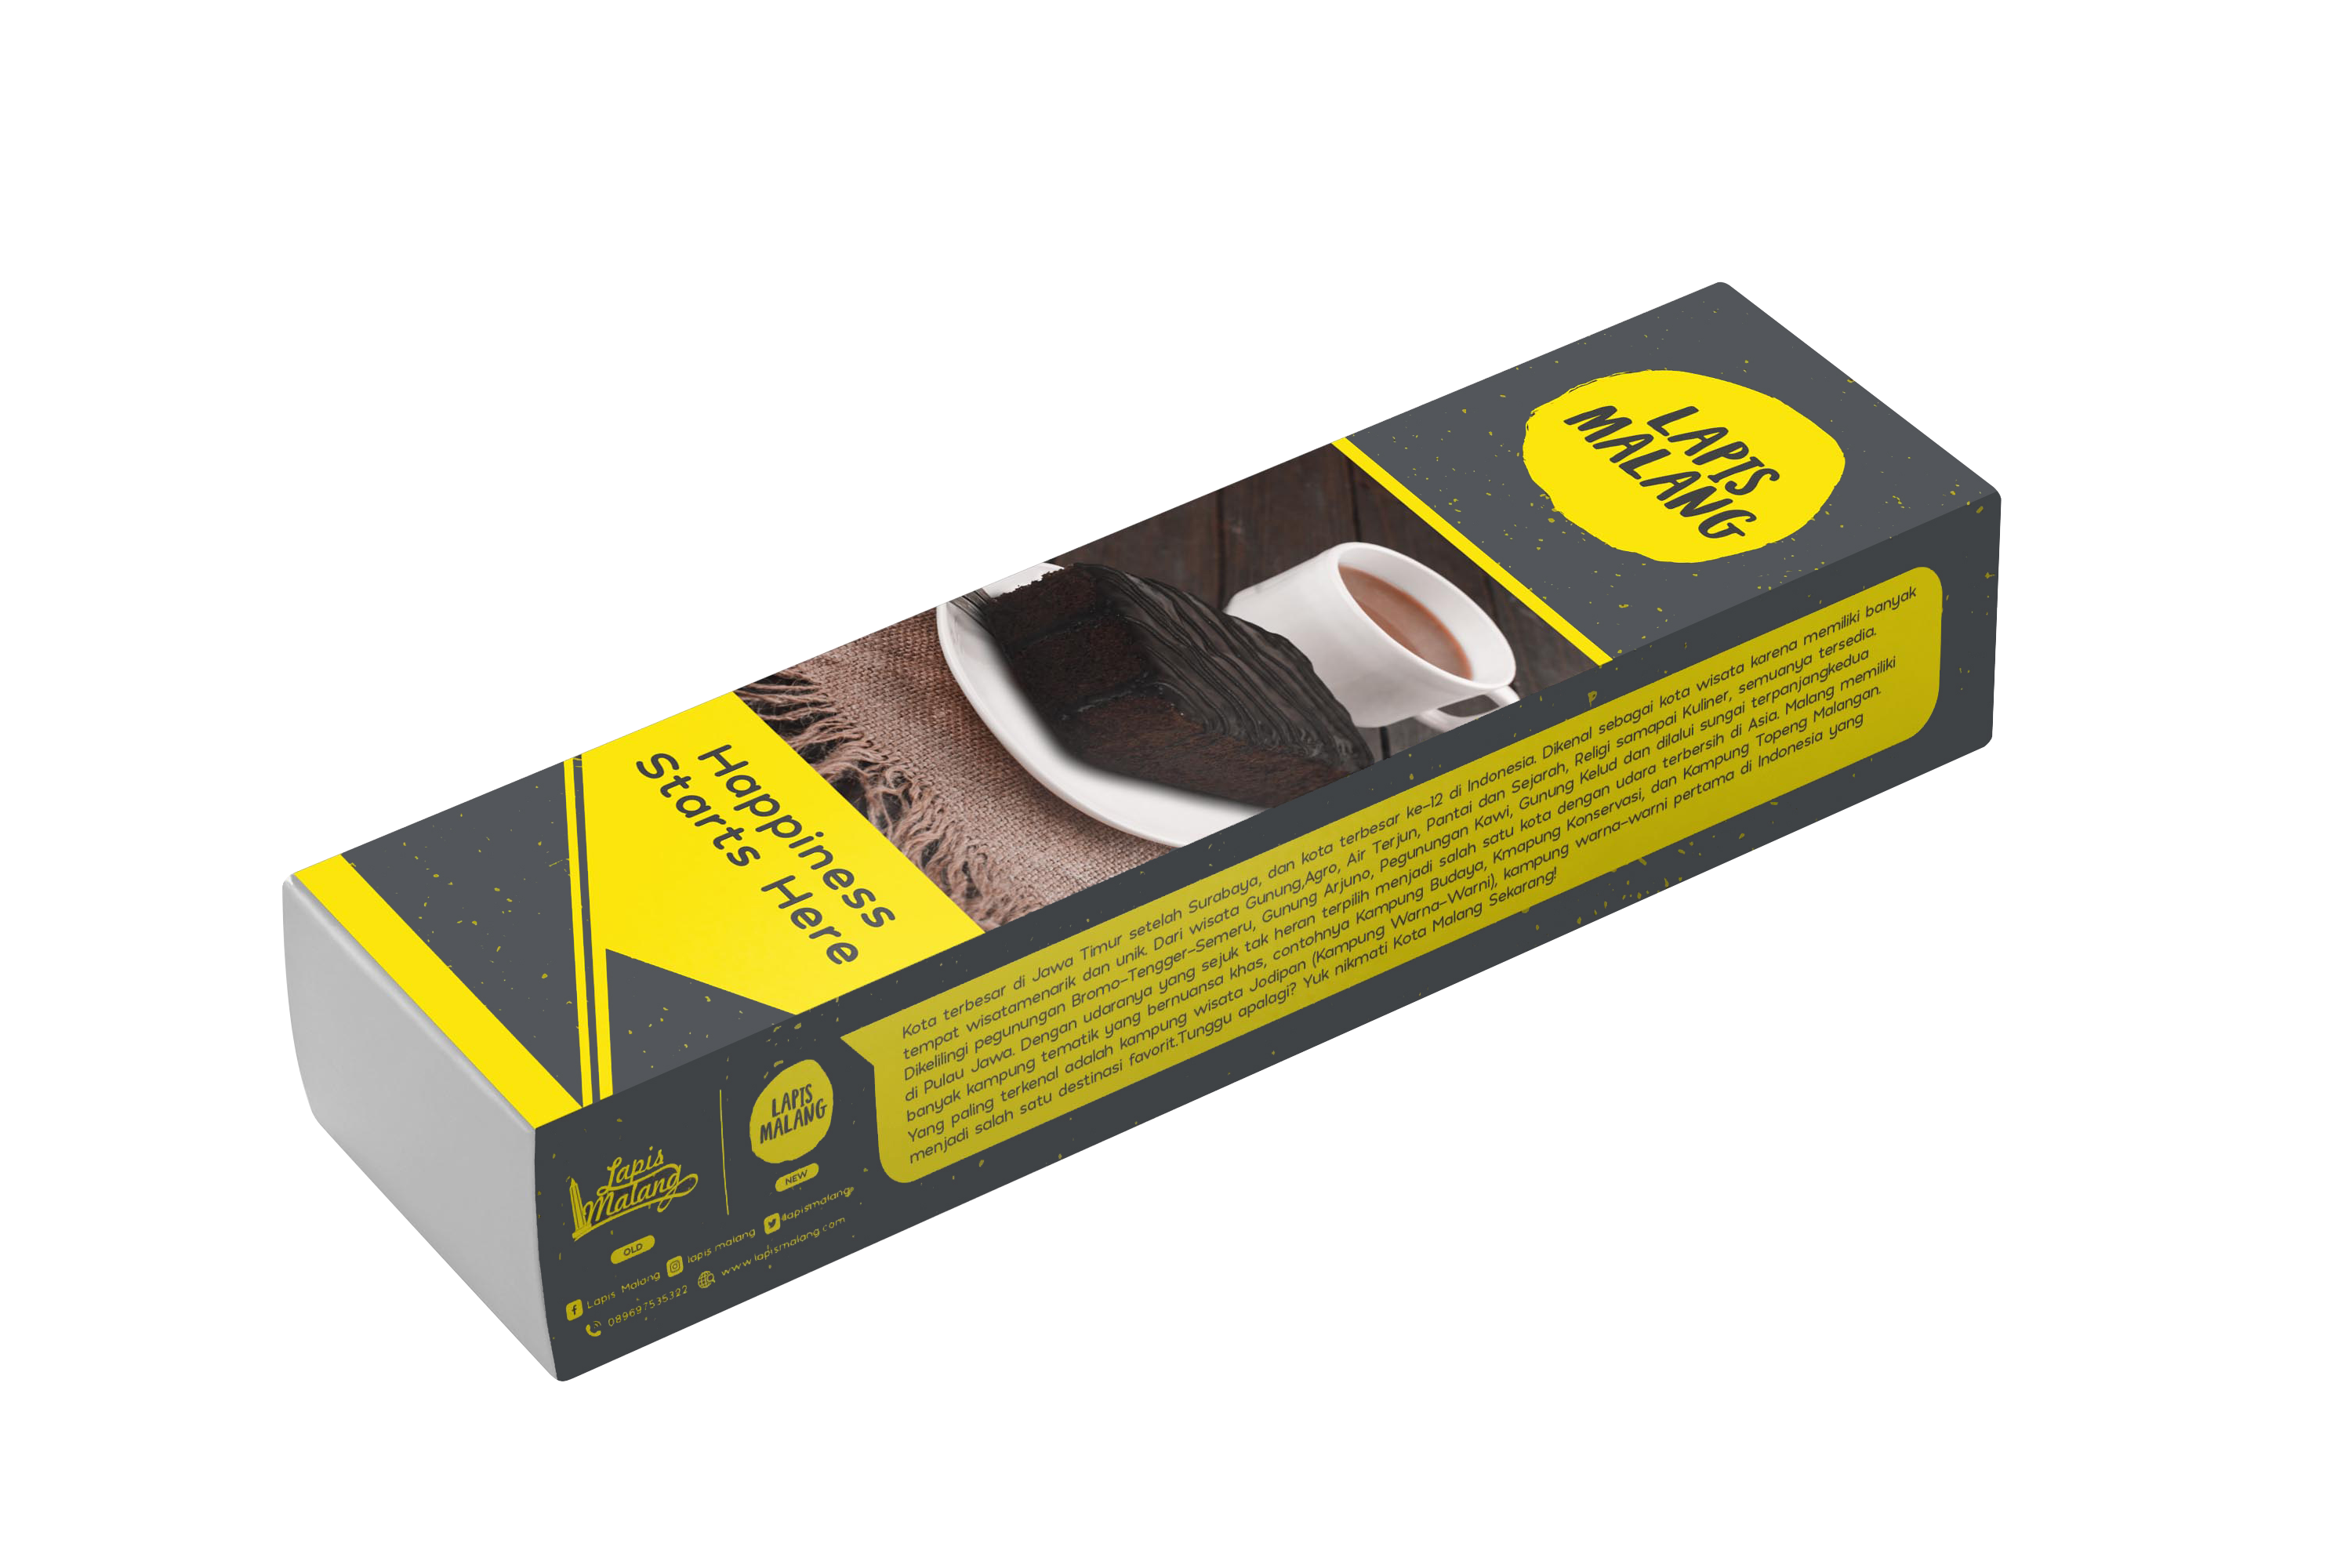 LAPIS
MALANG
Happiness
Starts Here
Kota terbesar di Jawa Timur setelah Surabaya, dan kota terbesar ke-12 di Indonesia. Dikenal sebagai kota wisata karena memiliki banyak
tempat wisatamenarik dan unik. Dari wisata Gunung,Agro, Air Terjun, Pantai dan Sejarah, Religi samapai Kuliner, semuanya tersedia.
Dikelilingi pegunungan Bromo-Tengger-Semeru, Gunung Arjuno, Pegunungan Kawi, Gunung Kelud dan dilalui sungai terpanjangkedua
di Pulau Jawa. Dengan udaranya yang sejuk tak heran terpilih menjadi salah satu kota dengan udara terbersih di Asia. Malang memiliki
banyak kampung tematik yang bernuansa khas, contohnya Kampung Budaya, Kmapung Konservasi, dan Kampung Topeng Malangan.
Yang paling terkenal adalah kampung wisata Jodipan (Kampung Warna-Warni), kampung warna-warni pertama di Indonesia yang
menjadi salah satu destinasi favorit.Tunggu apalagi? Yuk nikmati Kota Malang Sekarang!
Lapis
Malang
OLD
LAPIS
MALANG
NEW
Lapis Malang lapis malang @lapismalang
089697535322 www.lapismalang.com